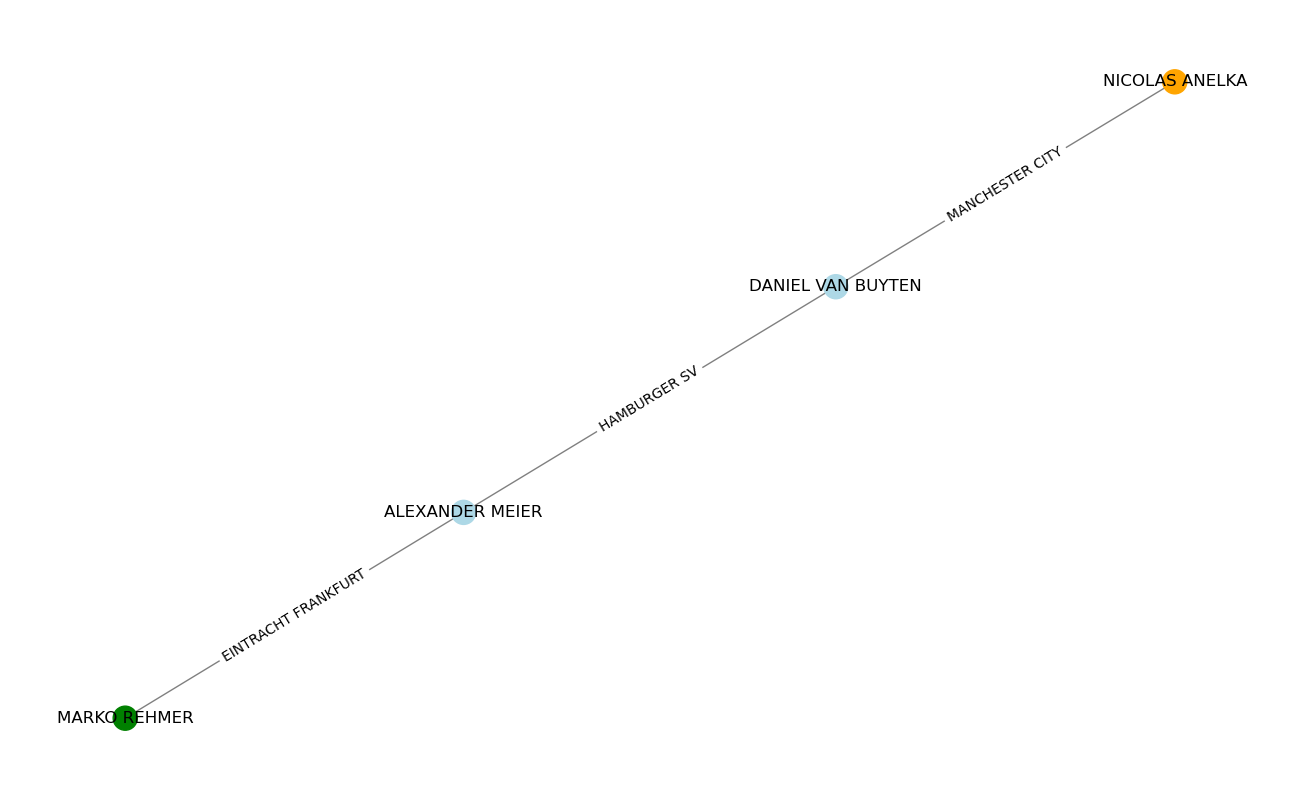 NICOLAS ANELKA
MANCHESTER CITY
DANIEL VAN BUYTEN
HAMBURGER SV
ALEXANDER MEIER
EINTRACHT FRANKFURT
MARKO REHMER